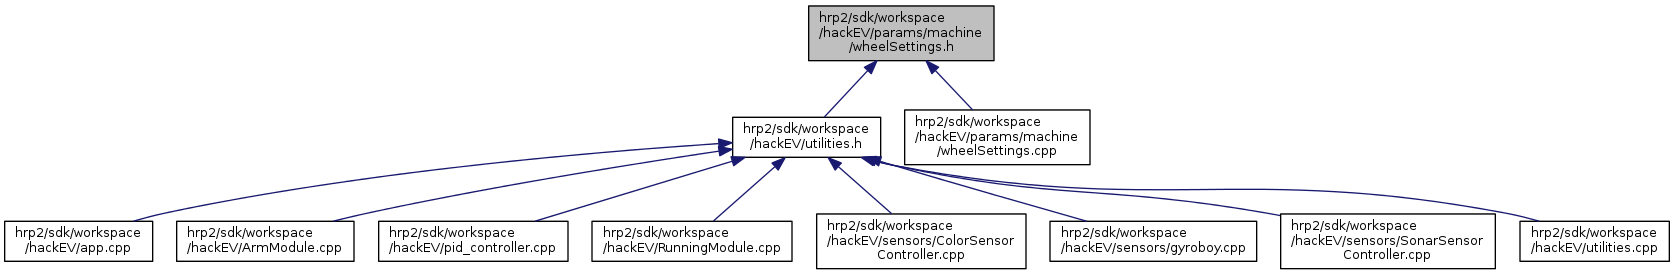 hrp2/sdk/workspace
/hackEV/params/machine
/wheelSettings.h
hrp2/sdk/workspace
/hackEV/utilities.h
hrp2/sdk/workspace
/hackEV/params/machine
/wheelSettings.cpp
hrp2/sdk/workspace
/hackEV/app.cpp
hrp2/sdk/workspace
/hackEV/ArmModule.cpp
hrp2/sdk/workspace
/hackEV/pid_controller.cpp
hrp2/sdk/workspace
/hackEV/RunningModule.cpp
hrp2/sdk/workspace
/hackEV/sensors/ColorSensor
Controller.cpp
hrp2/sdk/workspace
/hackEV/sensors/gyroboy.cpp
hrp2/sdk/workspace
/hackEV/sensors/SonarSensor
Controller.cpp
hrp2/sdk/workspace
/hackEV/utilities.cpp